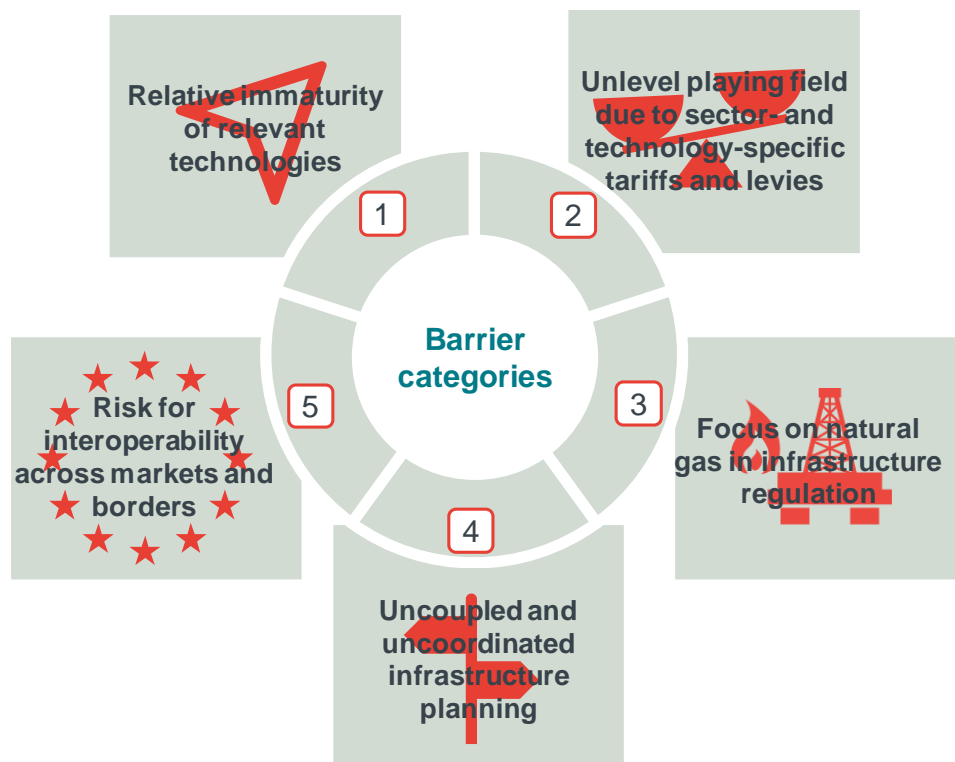 Relative immaturity
of relevant
technologies
Unlevel playing field
due to sector- and
technology-specific
tariffs and levies
1
2
Barrier
categories
5
3
Risk for
interoperability
across markets and
borders
Focus on natural
gas in infrastructure
regulation
4
Uncoupled and
uncoordinated
infrastructure
planning